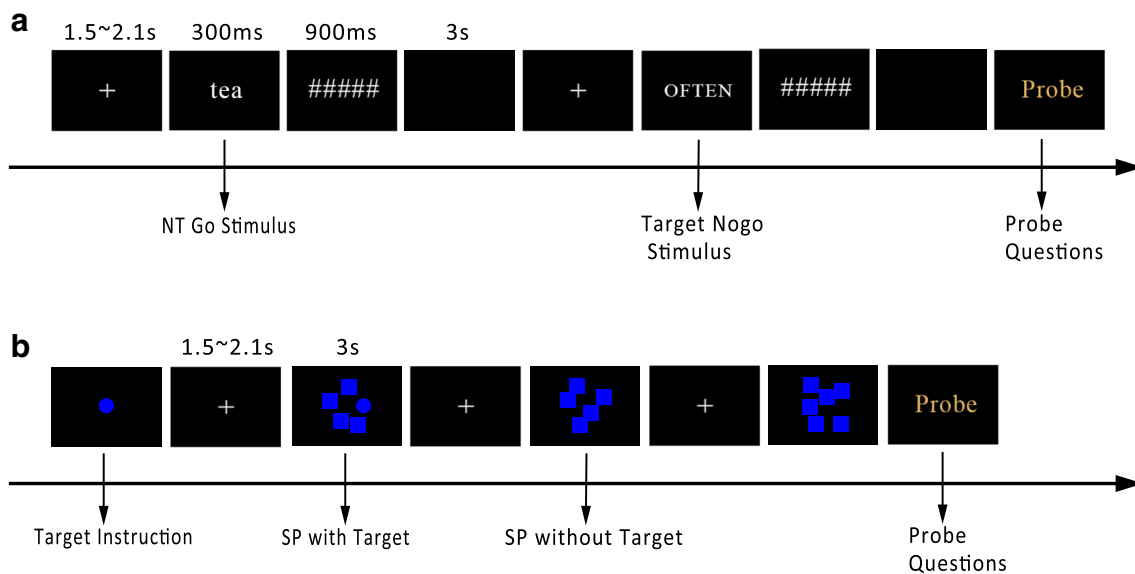 a
1.5~2.1s 300ms 900ms 3s
+ tea ##### + OFTEN ##### Probe
NT Go Stimulus
Target Nogo
Stimulus
Probe
Questions
b
1.5~2.1s 3s
+ + + Probe
Target Instruction
SP with Target
SP without Target
Probe
Questions